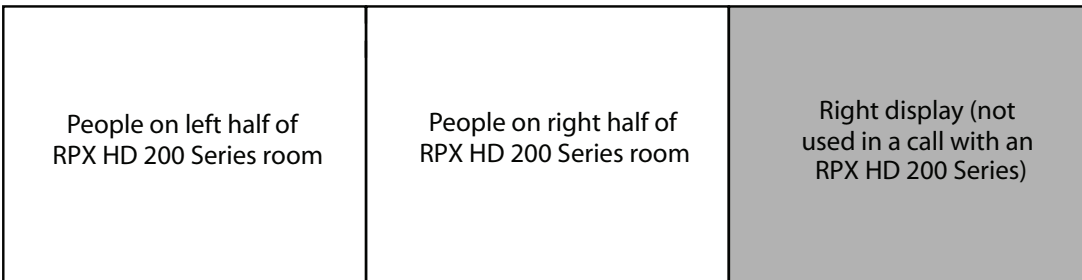 People on left half of
RPX HD 200 Series room
People on right half of
RPX HD 200 Series room
Right display (not
used in a call with an
RPX HD 200 Series)